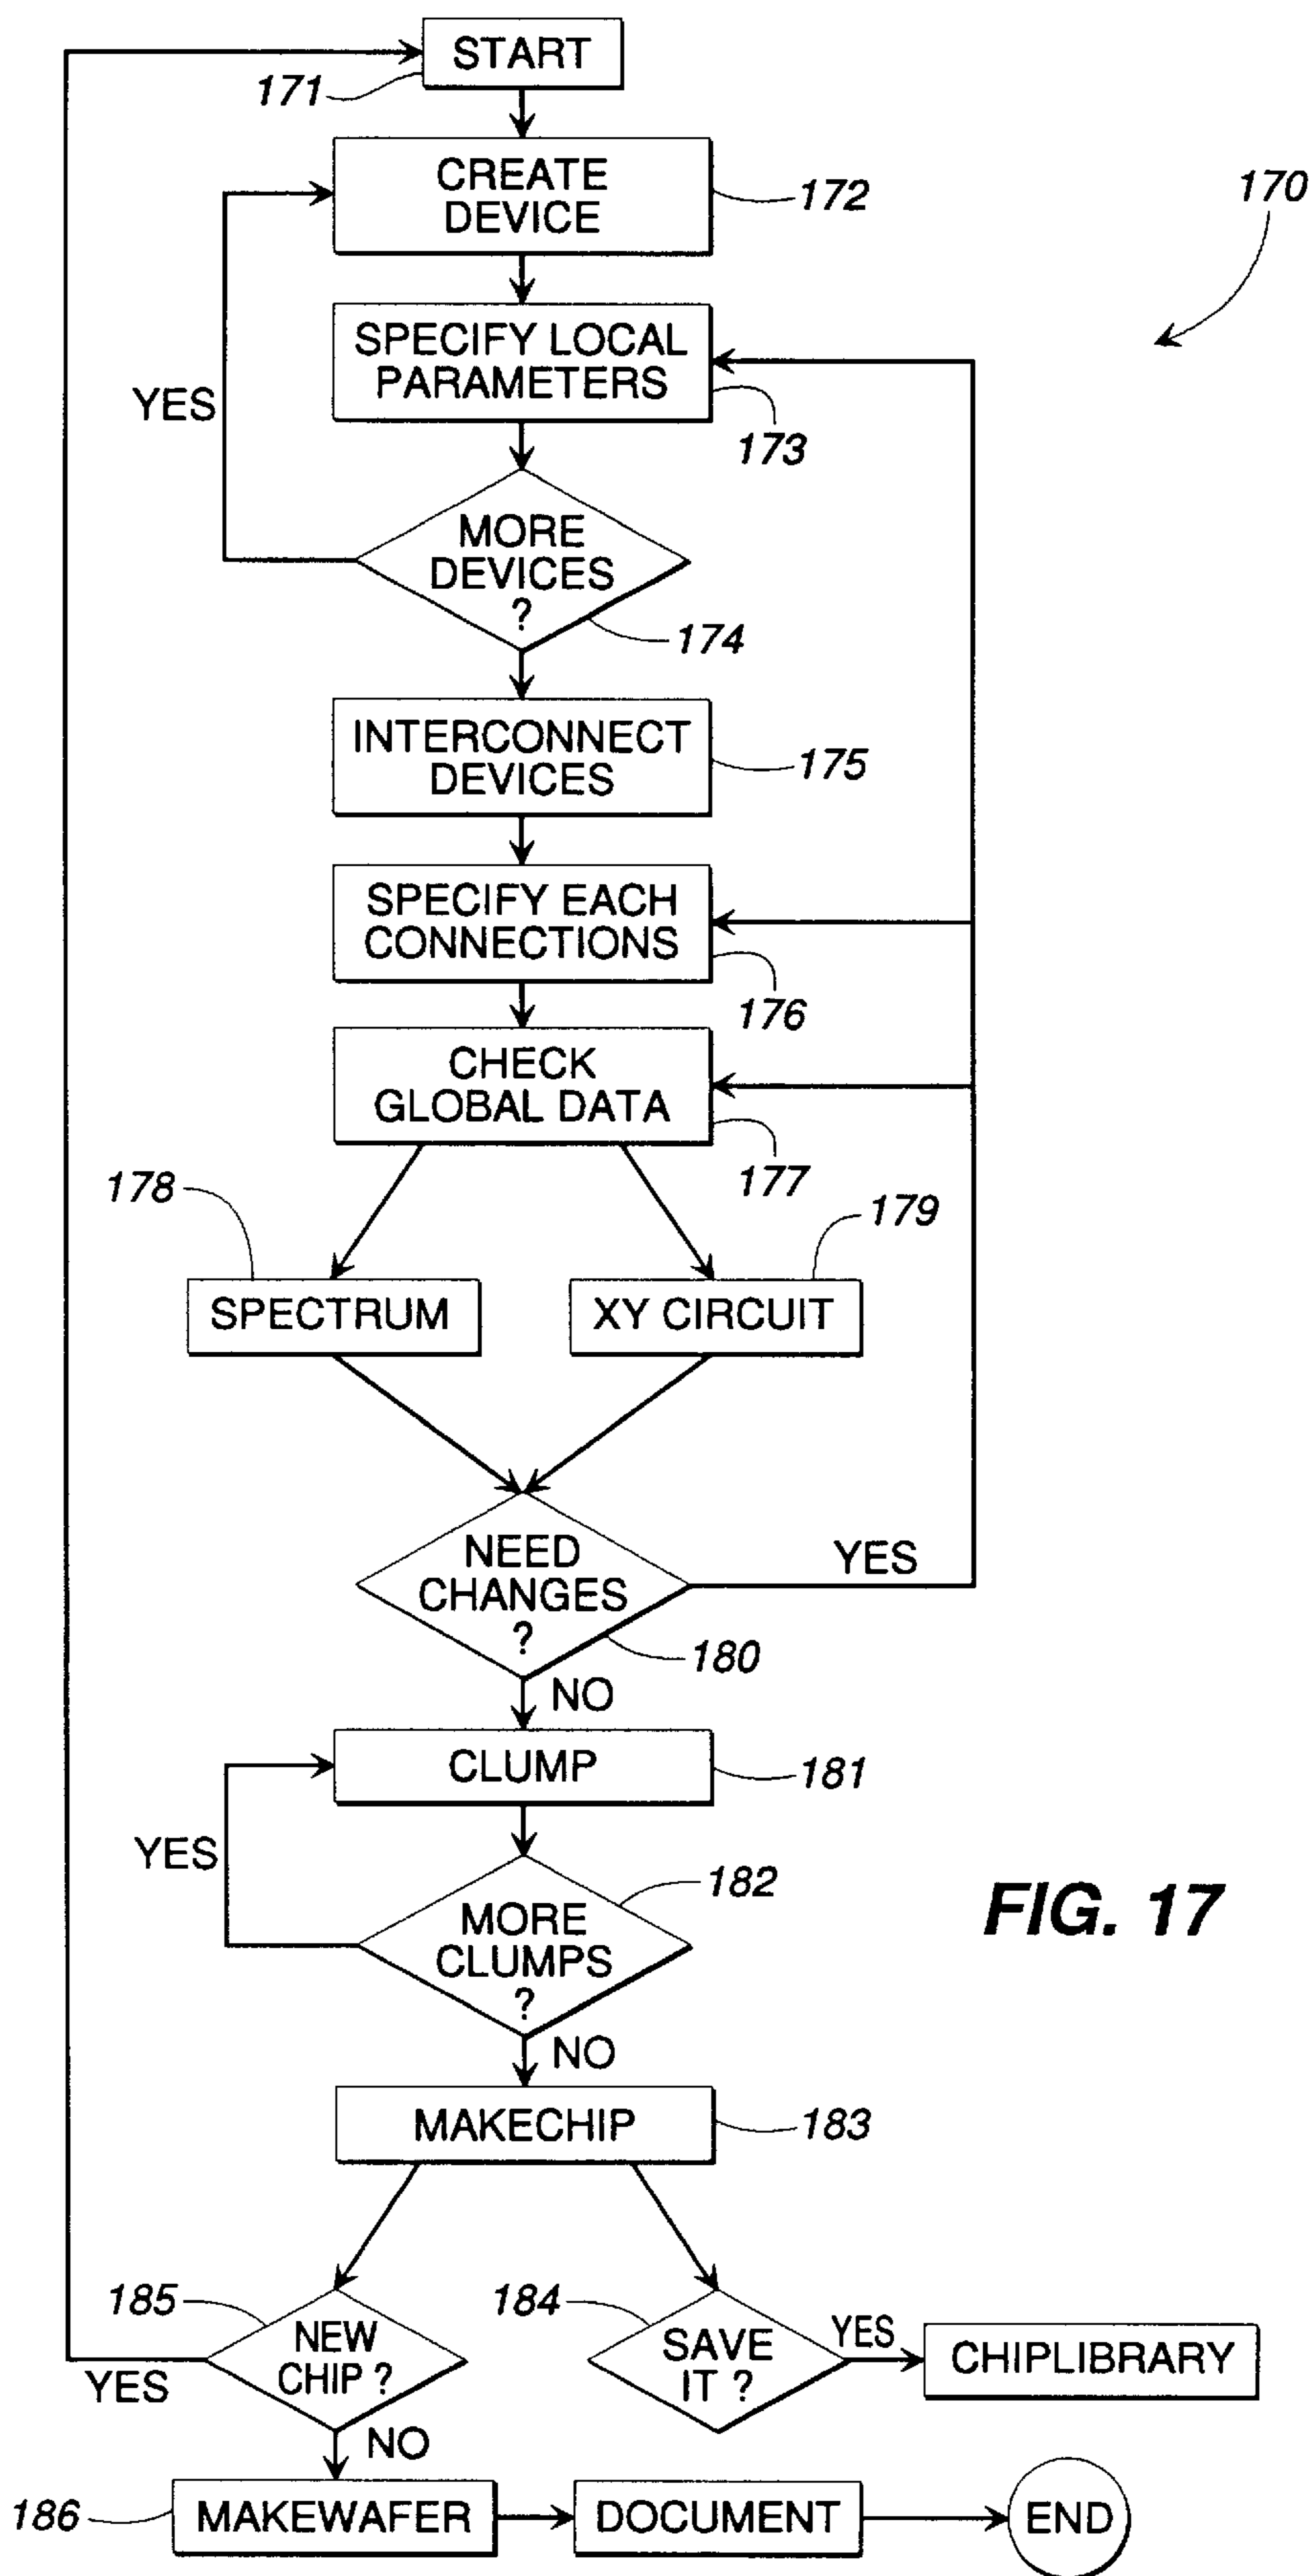 START
171
CREATE
DEVICE
172
170
SPECIFY LOCAL
PARAMETERS
173
YES
MORE
DEVICES
?
174
INTERCONNECT
DEVICES
175
SPECIFY EACH
CONNECTIONS
176
CHECK
GLOBAL DATA
177
178
179
SPECTRUM
XY CIRCUIT
NEED
CHANGES
?
YES
180
NO
CLUMP
181
YES
182
MORE
CLUMPS
?
FIG. 17
NO
MAKECHIP
183
185
NEW
CHIP ?
YES
184
SAVE
IT ?
YES
CHIPLIBRARY
NO
186
MAKEWAFER
DOCUMENT
END